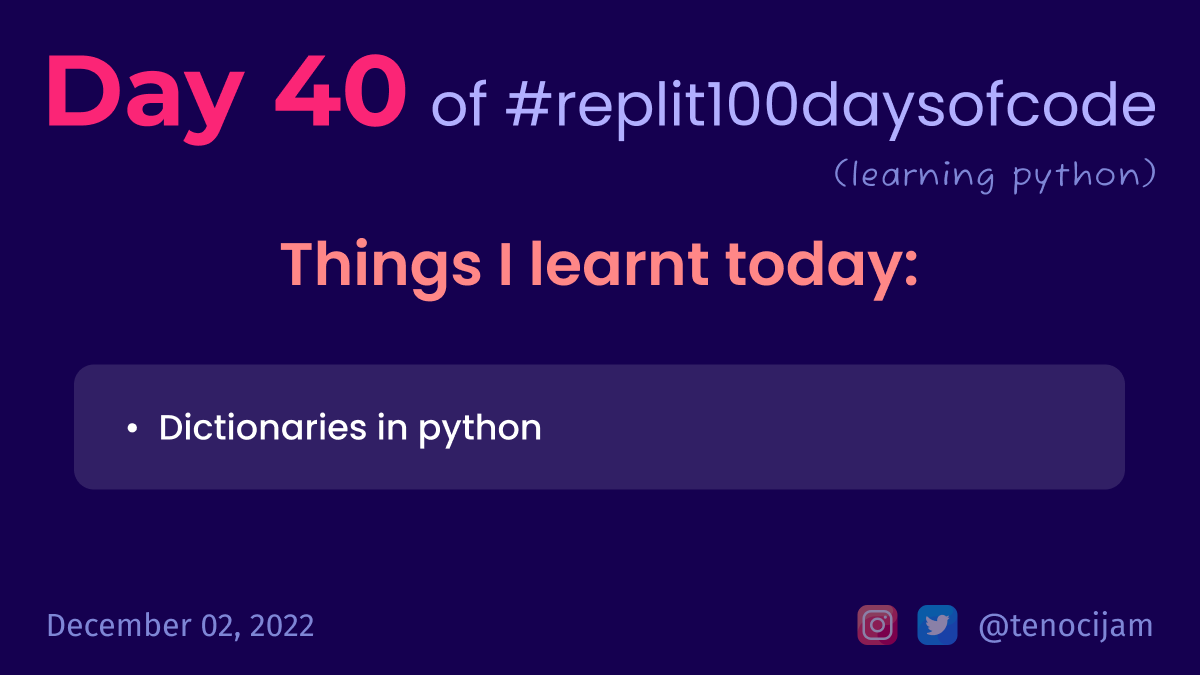 Day 40 of #replit100daysofcode
(learning python)
Things I learnt today:
• Dictionaries in python
December 02, 2022
@tenocijam